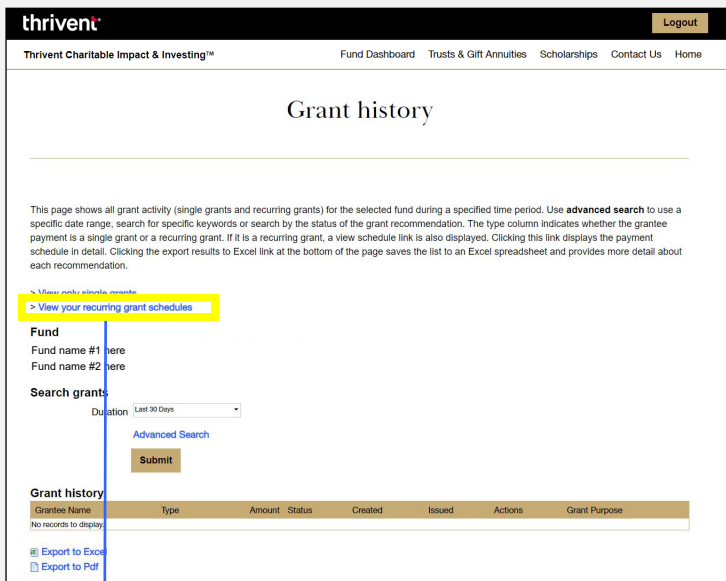 thrivent
Logout
Thrivent Charitable Impact & Investing™
Fund Dashboard Trusts & Gift Annuities Scholarships Contact Us Home
Grant history
This page shows all grant activity (single grants and recurring grants) for the selected fund during a specified time period. Use advanced search to use a
specific date range, search for specific keywords or search by the status of the grant recommendation. The type column indicates whether the grantee
payment is a single grant or a recurring grant. If it is a recurring grant, a view schedule link is also displayed. Clicking this link displays the payment
schedule in detail. Clicking the export results to Excel link at the bottom of the page saves the list to an Excel spreadsheet and provides more detail about
each recommendation.
> View only single grants
> View your recurring grant schedules
Fund
Fund name #1 here
Fund name #2 here
Search grants
Duration Last 30 Days
Advanced Search
Submit
Grant history
Grantee Name Type Amount Status Created Issued Actions Grant Purpose
No records to display.
Export to Excel
Export to Pdf